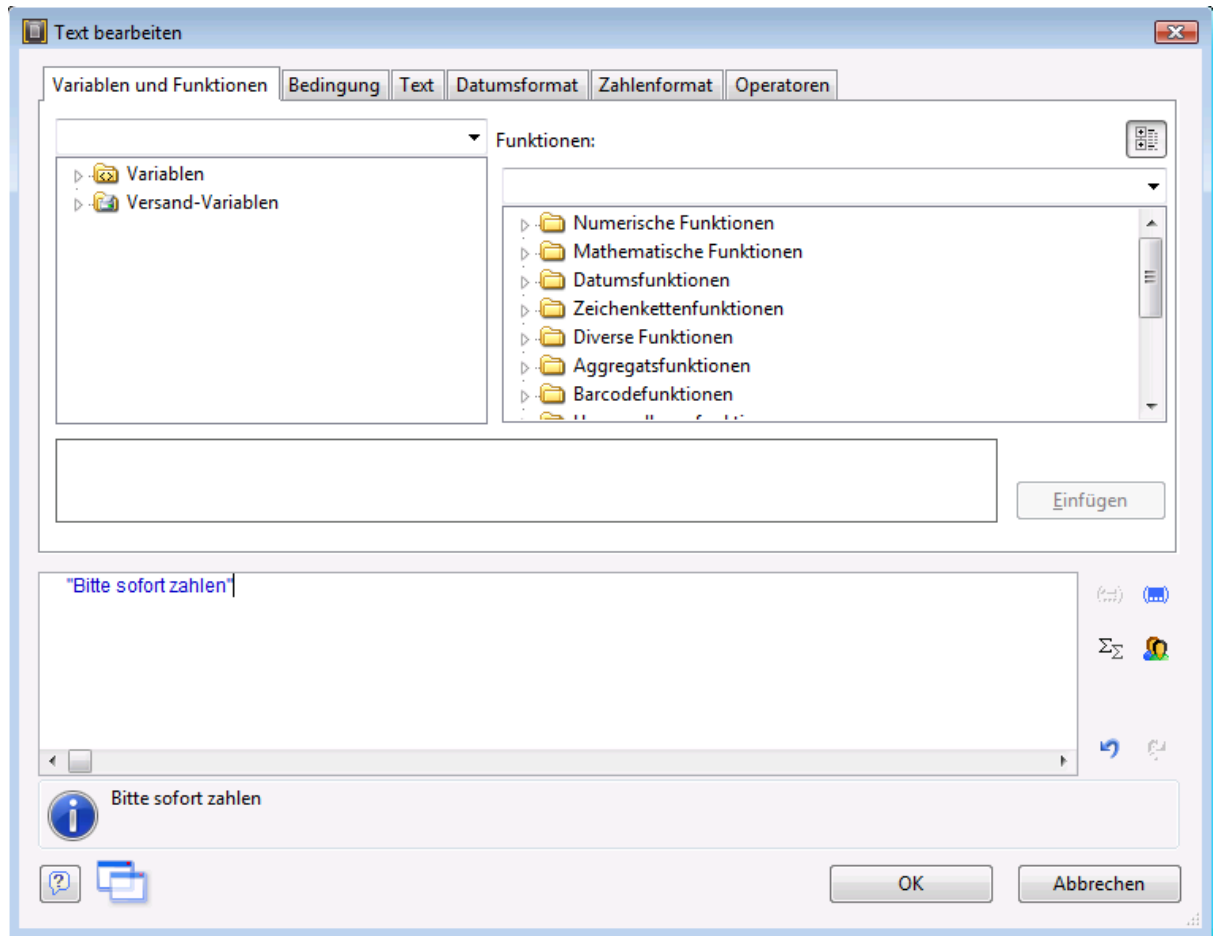 Text bearbeiten
Variablen und Funktionen Bedingung Text Datumsformat Zahlenformat Operatoren
Funktionen:
Variablen
Versand-Variablen
Numerische Funktionen
Mathematische Funktionen
Datumsfunktionen
Zeichenkettenfunktionen
Diverse Funktionen
Aggregatsfunktionen
Barcodefunktionen
Einfügen
"Bitte sofort zahlen"
ΣΣ
Bitte sofort zahlen
OK Abbrechen